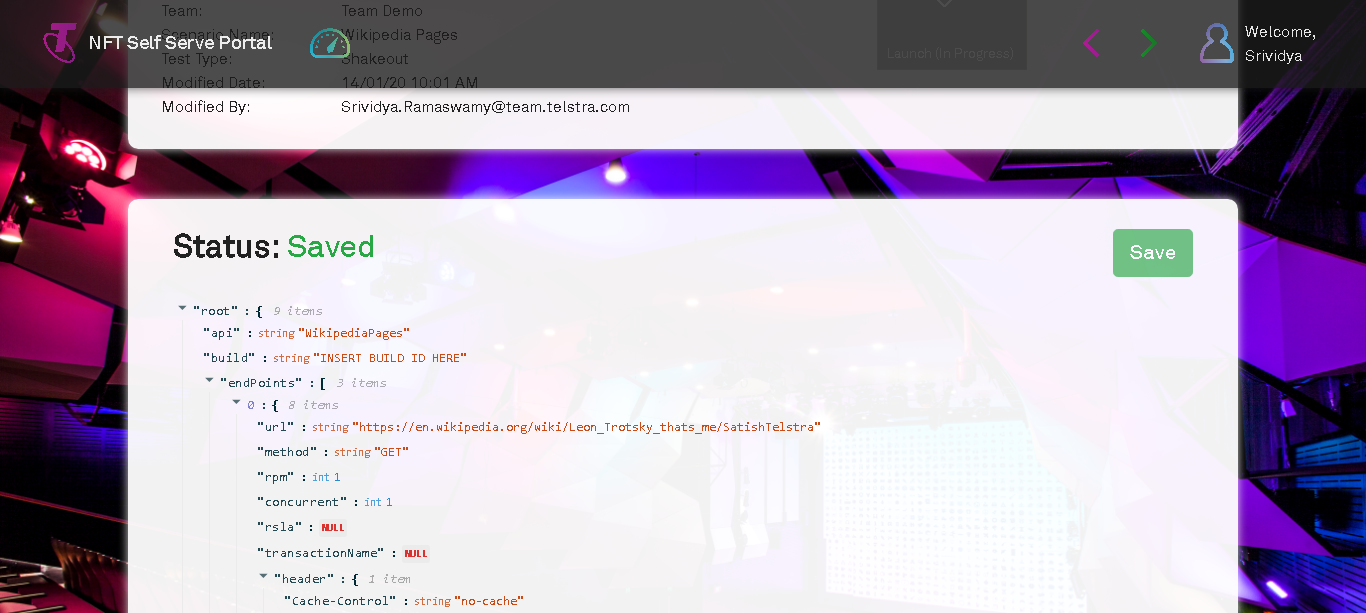 Team: Team Demo
Scenario Name: Wikipedia Pages
NFT Self Serve Portal
Launch (In Progress)
Welcome,
Srividya
Test Type: Shakeout
Modified Date: 14/01/20 10:01 AM
Modified By: Srividya.Ramaswamy@team.telstra.com
Status: Saved
Save
"root" : { 9 items
"api" : string "WikipediaPages"
"build" : string "INSERT BUILD ID HERE"
"endPoints" : [ 3 items
0 : { 8 items
"url" : string "https://en.wikipedia.org/wiki/Leon_Trotsky_thats_me/SatishTelstra"
"method" : string "GET"
"rpm" : int 1
"concurrent" : int 1
"rsla" : NULL
"transactionName" : NULL
"header" : { 1 item
"Cache-Control" : string "no-cache"